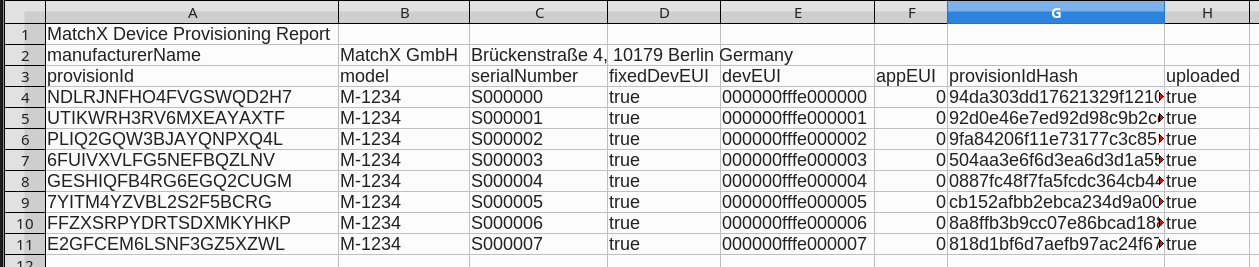 A B C D E F G H
1 MatchX Device Provisioning Report
2 manufacturerName MatchX GmbH Brückenstraße 4, 10179 Berlin Germany
3 provisionId model serialNumber fixedDevEUI devEUI appEUI provisionIdHash uploaded
4 NDLRJNFHO4FVGSWQD2H7 M-1234 S000000 true 000000fffe000000 0 94da303dd17621329f1210 true
5 UTIKWRH3RV6MXEAYAXTF M-1234 S000001 true 000000fffe000001 0 92d0e46e7ed92d98c9b2c true
6 PLIQ2GQW3BJAYQNPXQ4L M-1234 S000002 true 000000fffe000002 0 9fa84206f11e73177c3c85 true
7 6FUIVXVLFG5NEFBQZLNV M-1234 S000003 true 000000fffe000003 0 504aa3e6f6d3ea6d3d1a55 true
8 GESHIQFB4RG6EGQ2CUGM M-1234 S000004 true 000000fffe000004 0 0887fc48f7fa5fcdc364cb44 true
9 7YITM4YZVBL2S2F5BCRG M-1234 S000005 true 000000fffe000005 0 cb152afbb2ebca234d9a00 true
10 FFZXSRPYDRTSDXMKYHKP M-1234 S000006 true 000000fffe000006 0 8a8ffb3b9cc07e86bcad18 true
11 E2GFCEM6LSNF3GZ5XZWL M-1234 S000007 true 000000fffe000007 0 818d1bf6d7aefb97ac24f67 true
12